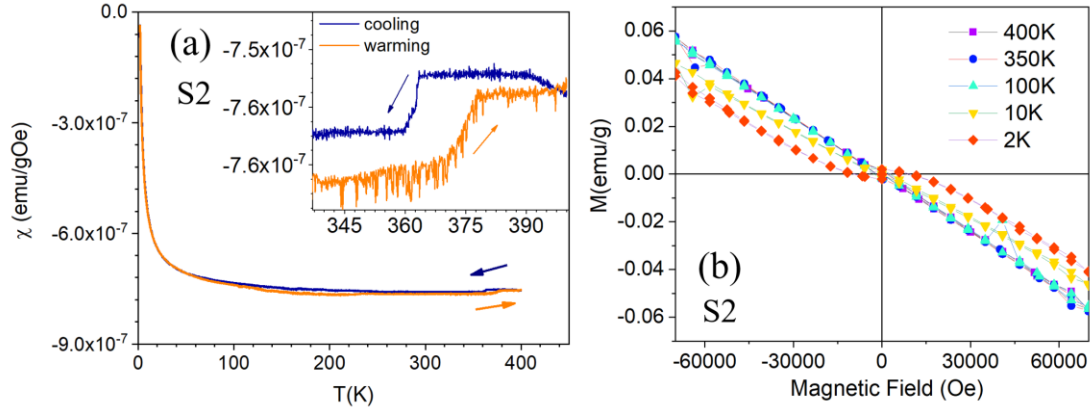 (a)
S2
cooling
warming
-7.5x10⁻⁷
-7.6x10⁻⁷
-7.6x10⁻⁷
345 360 375 390
0.0
-3.0x10⁻⁷
-6.0x10⁻⁷
-9.0x10⁻⁷
χ (emu/gOe)
0 100 200 300 400
T(K)
0.06
0.04
0.02
0.00
-0.02
-0.04
-0.06
M(emu/g)
400K
350K
100K
10K
2K
(b)
S2
-60000 -30000 0 30000 60000
Magnetic Field (Oe)